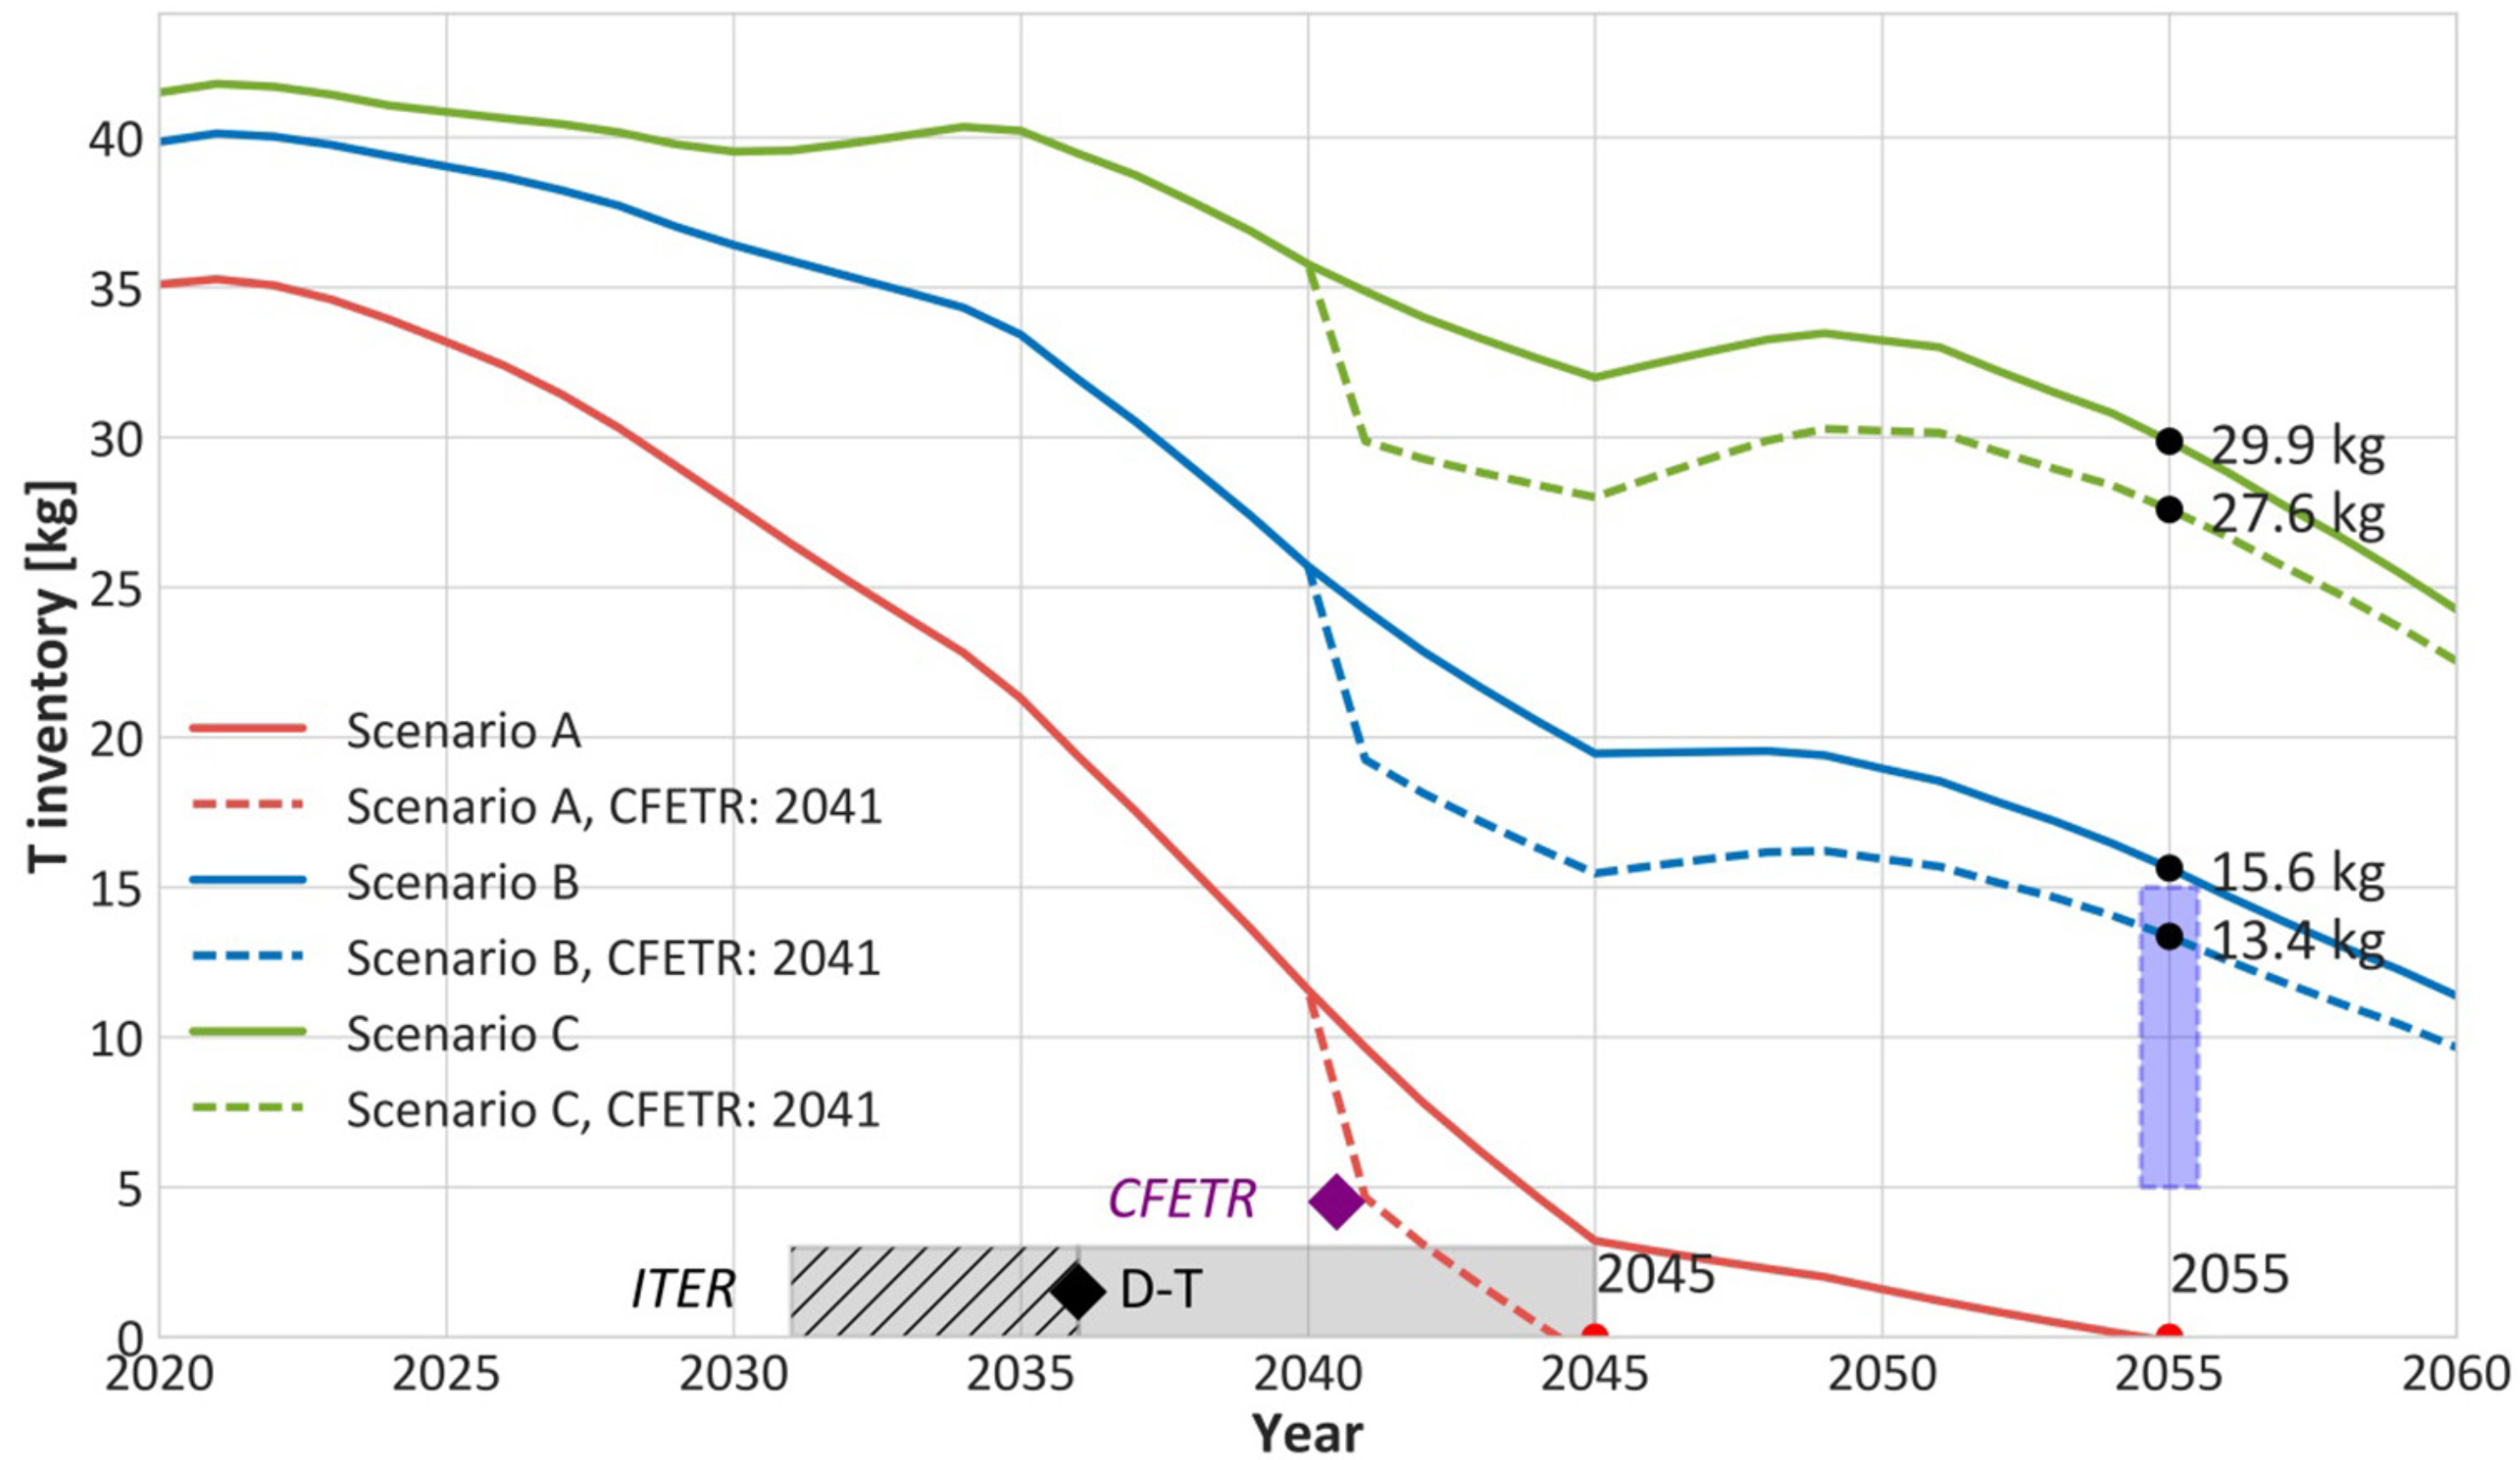 T inventory [kg]
40
35
30
25
20
15
10
5
0
29.9 kg
27.6 kg
15.6 kg
13.4 kg
Scenario A
Scenario A, CFETR: 2041
Scenario B
Scenario B, CFETR: 2041
Scenario C
Scenario C, CFETR: 2041
CFETR
ITER
D-T
2045
2055
2020 2025 2030 2035 2040 2045 2050 2055 2060
Year